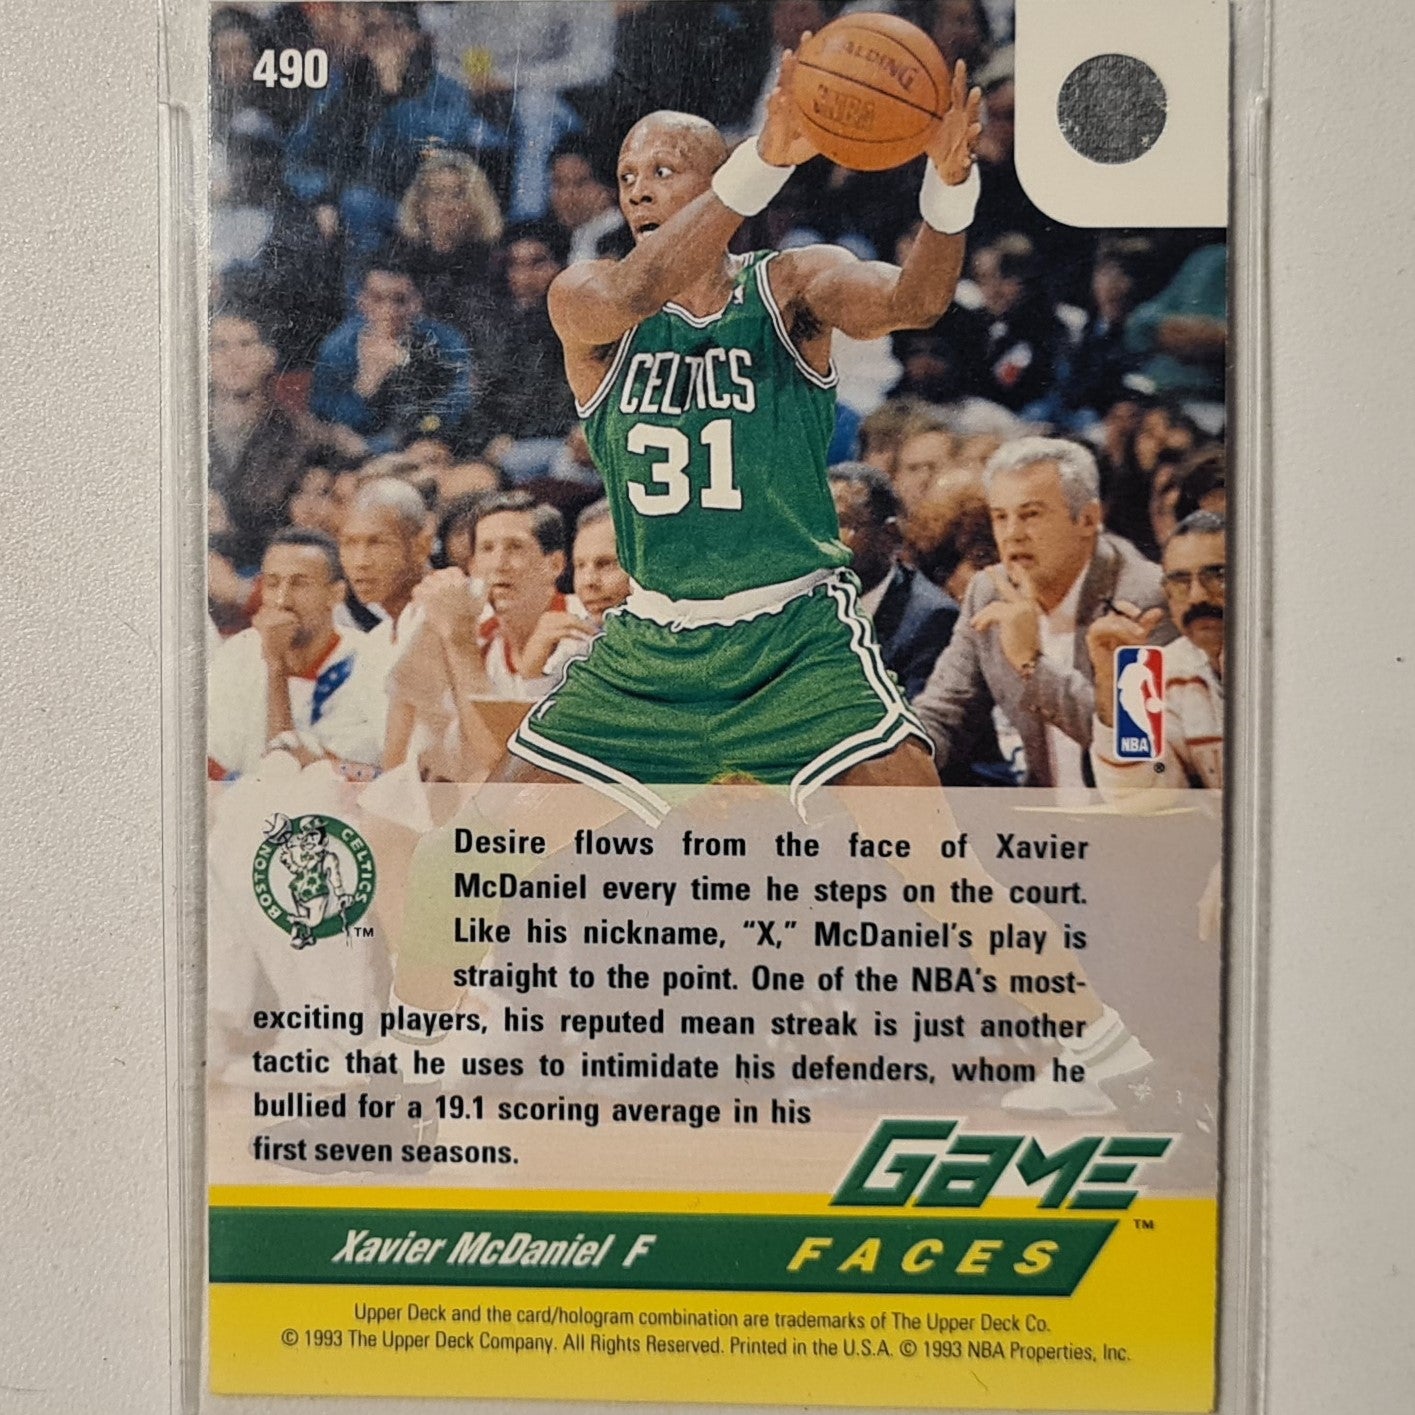 490
SPALDING
NBA
CELTICS
31
NBA
®
BOSTON CELTICS
TM
Desire flows from the face of Xavier
McDaniel every time he steps on the court.
Like his nickname, “X,” McDaniel's play is
straight to the point. One of the NBA's most-
exciting players, his reputed mean streak is just another
tactic that he uses to intimidate his defenders, whom he
bullied for a 19.1 scoring average in his
first seven seasons.
GAME
FACES
TM
Xavier McDaniel F
Upper Deck and the card/hologram combination are trademarks of The Upper Deck Co.
© 1993 The Upper Deck Company. All Rights Reserved. Printed in the U.S.A. © 1993 NBA Properties, Inc.